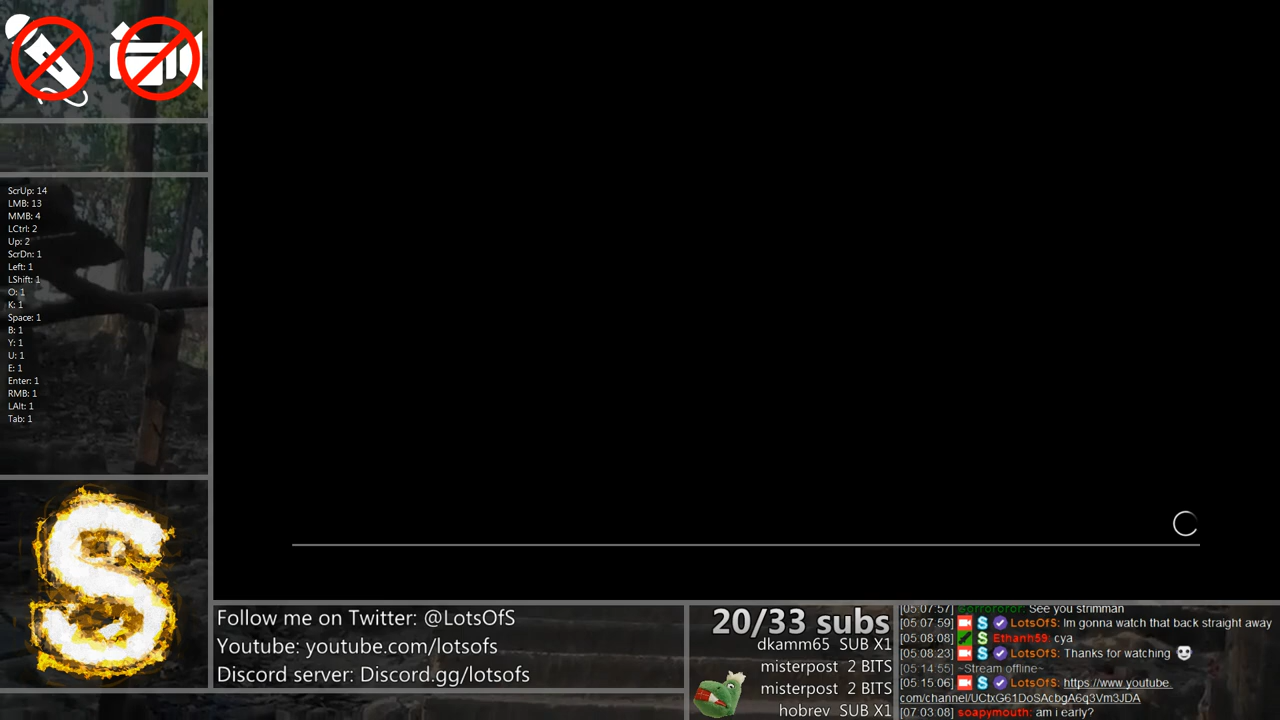 ScrUp: 14
LMB: 13
MMB: 4
LCtrl: 2
Up: 2
ScrDn: 1
Left: 1
LShift: 1
O: 1
K: 1
Space: 1
B: 1
Y: 1
U: 1
E: 1
Enter: 1
RMB: 1
LAlt: 1
Tab: 1
S
Follow me on Twitter: @LotsOfS
Youtube: youtube.com/lotsofs
Discord server: Discord.gg/lotsofs
20/33 subs
dkamm65 SUB X1
misterpost 2 BITS
misterpost 2 BITS
hobrev SUB X1
[05:07:57] See you strimman
[05:07:59] LotsOfS: Im gonna watch that back straight away
[05:08:08] Ethanh59: cya
[05:08:23] LotsOfS: Thanks for watching
[05:14:55] ~Stream offline~
[05:15:06] LotsOfS: https://www.youtube.
com/channel/UCtxG61DoSAcbgA6q3Vm3JDA
[07:03:08] soapymouth: am i early?